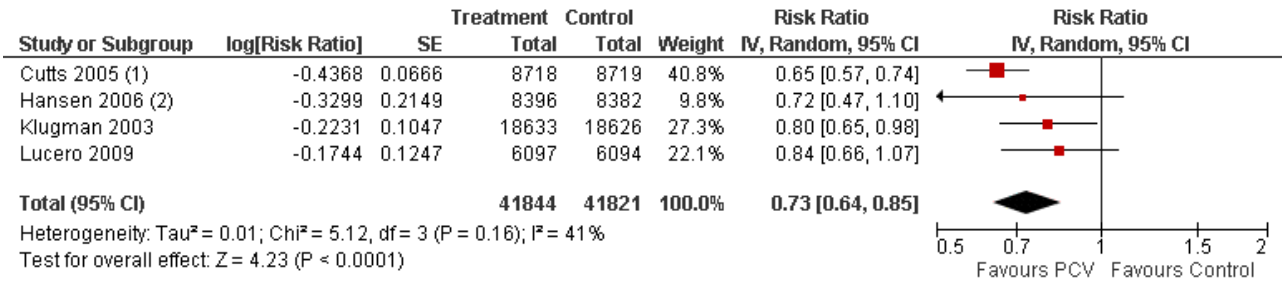 Treatment Control Risk Ratio Risk Ratio
Study or Subgroup log[Risk Ratio] SE Total Total Weight IV, Random, 95% CI IV, Random, 95% CI
Cutts 2005 (1) -0.4368 0.0666 8718 8719 40.8% 0.65 [0.57, 0.74]
Hansen 2006 (2) -0.3299 0.2149 8396 8382 9.8% 0.72 [0.47, 1.10]
Klugman 2003 -0.2231 0.1047 18633 18626 27.3% 0.80 [0.65, 0.98]
Lucero 2009 -0.1744 0.1247 6097 6094 22.1% 0.84 [0.66, 1.07]
Total (95% CI) 41844 41821 100.0% 0.73 [0.64, 0.85]
Heterogeneity: Tau² = 0.01; Chi² = 5.12, df = 3 (P = 0.16); I² = 41%
Test for overall effect: Z = 4.23 (P < 0.0001)
0.5 0.7 1 1.5 2
Favours PCV Favours Control